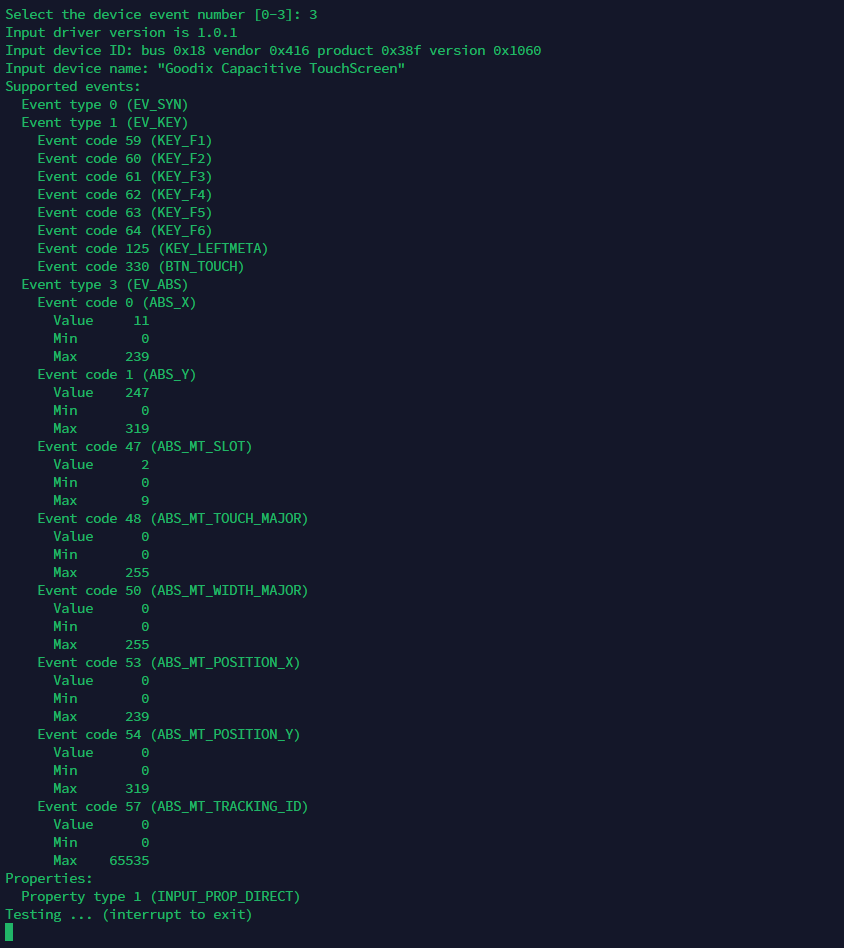 Select the device event number [0-3]: 3
Input driver version is 1.0.1
Input device ID: bus 0x18 vendor 0x416 product 0x38f version 0x1060
Input device name: "Goodix Capacitive TouchScreen"
Supported events:
  Event type 0 (EV_SYN)
  Event type 1 (EV_KEY)
    Event code 59 (KEY_F1)
    Event code 60 (KEY_F2)
    Event code 61 (KEY_F3)
    Event code 62 (KEY_F4)
    Event code 63 (KEY_F5)
    Event code 64 (KEY_F6)
    Event code 125 (KEY_LEFTMETA)
    Event code 330 (BTN_TOUCH)
  Event type 3 (EV_ABS)
    Event code 0 (ABS_X)
      Value     11
      Min        0
      Max      239
    Event code 1 (ABS_Y)
      Value    247
      Min        0
      Max      319
    Event code 47 (ABS_MT_SLOT)
      Value      2
      Min        0
      Max        9
    Event code 48 (ABS_MT_TOUCH_MAJOR)
      Value      0
      Min        0
      Max      255
    Event code 50 (ABS_MT_WIDTH_MAJOR)
      Value      0
      Min        0
      Max      255
    Event code 53 (ABS_MT_POSITION_X)
      Value      0
      Min        0
      Max      239
    Event code 54 (ABS_MT_POSITION_Y)
      Value      0
      Min        0
      Max      319
    Event code 57 (ABS_MT_TRACKING_ID)
      Value      0
      Min        0
      Max    65535
Properties:
  Property type 1 (INPUT_PROP_DIRECT)
Testing ... (interrupt to exit)